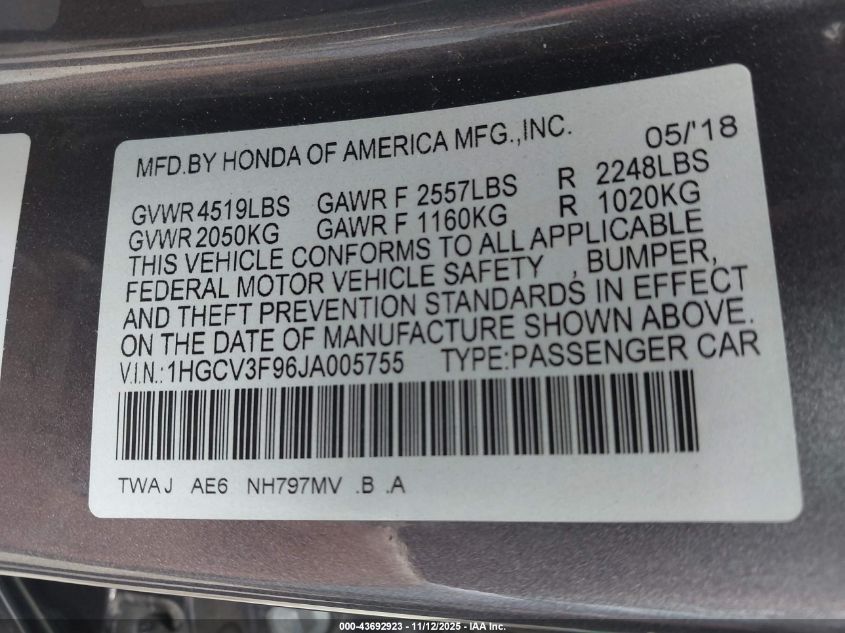 MFD.BY HONDA OF AMERICA MFG.,INC. 05/'18
GVWR 4519LBS GAWR F 2557LBS R 2248LBS
GVWR 2050KG GAWR F 1160KG R 1020KG
THIS VEHICLE CONFORMS TO ALL APPLICABLE
FEDERAL MOTOR VEHICLE SAFETY , BUMPER,
AND THEFT PREVENTION STANDARDS IN EFFECT
ON THE DATE OF MANUFACTURE SHOWN ABOVE.
V.I.N.: 1HGCV3F96JA005755 TYPE:PASSENGER CAR
TWAJ AE6 NH797MV .B .A
000-43692923 | 11/12/2025 - IAA Inc.